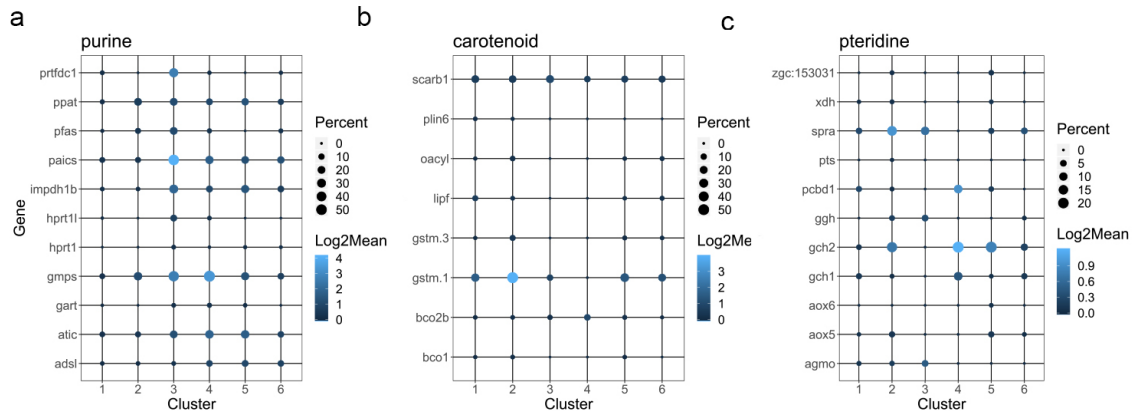 a
purine
prtfdc1
ppat
pfas
paics
impdh1b
hprt1l
hprt1
gmps
gart
atic
adsl
Gene
1 2 3 4 5 6
Cluster
Percent
0
10
20
30
40
50
Log2Mean
4
3
2
1
0
b
carotenoid
scarb1
plin6
oacyl
lipf
gstm.3
gstm.1
bco2b
bco1
1 2 3 4 5 6
Cluster
Percent
0
10
20
30
40
50
Log2Me
3
2
1
0
c
pteridine
zgc:153031
xdh
spra
pts
pcbd1
ggh
gch2
gch1
aox6
aox5
agmo
1 2 3 4 5 6
Cluster
Percent
0
5
10
15
20
Log2Mean
0.9
0.6
0.3
0.0